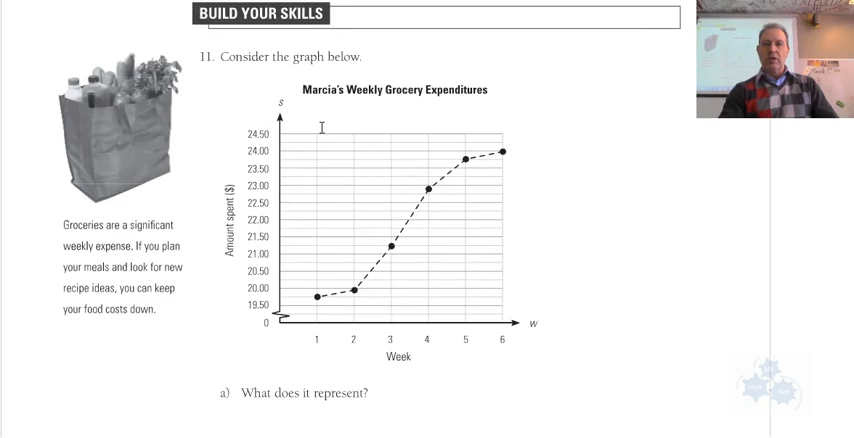 BUILD YOUR SKILLS
11. Consider the graph below.
Marcia's Weekly Grocery Expenditures
s
24.50
24.00
23.50
23.00
22.50
22.00
21.50
21.00
20.50
20.00
19.50
0
Amount spent ($)
1 2 3 4 5 6
w
Week
Groceries are a significant
weekly expense. If you plan
your meals and look for new
recipe ideas, you can keep
your food costs down.
a) What does it represent?